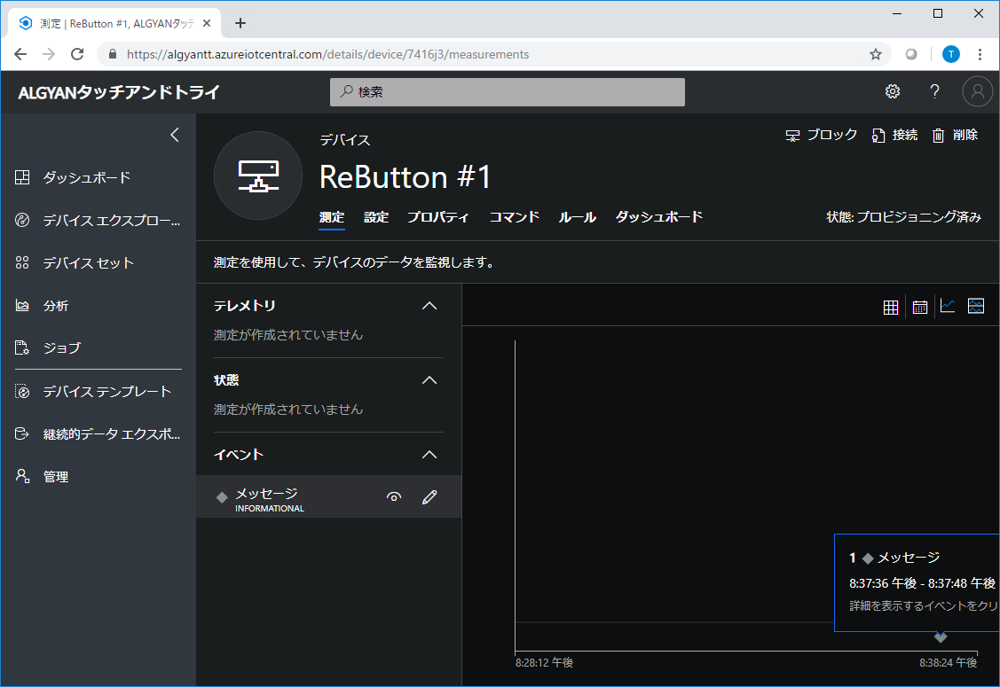 測定 | ReButton #1, ALGYANタッチ
https://algyantt.azureiotcentral.com/details/device/7416j3/measurements
T
ALGYANタッチアンドトライ
検索
?
デバイス
ReButton #1
ブロック
接続
削除
測定
設定
プロパティ
コマンド
ルール
ダッシュボード
状態: プロビジョニング済み
測定を使用して、デバイスのデータを監視します。
ダッシュボード
デバイス エクスプロー...
デバイス セット
分析
ジョブ
デバイス テンプレート
継続的データ エクスポ...
管理
テレメトリ
測定が作成されていません
状態
測定が作成されていません
イベント
メッセージ
INFORMATIONAL
1 ◆ メッセージ
8:37:36 午後 - 8:37:48 午後
詳細を表示するイベントをクリ
8:28:12 午後
8:38:24 午後